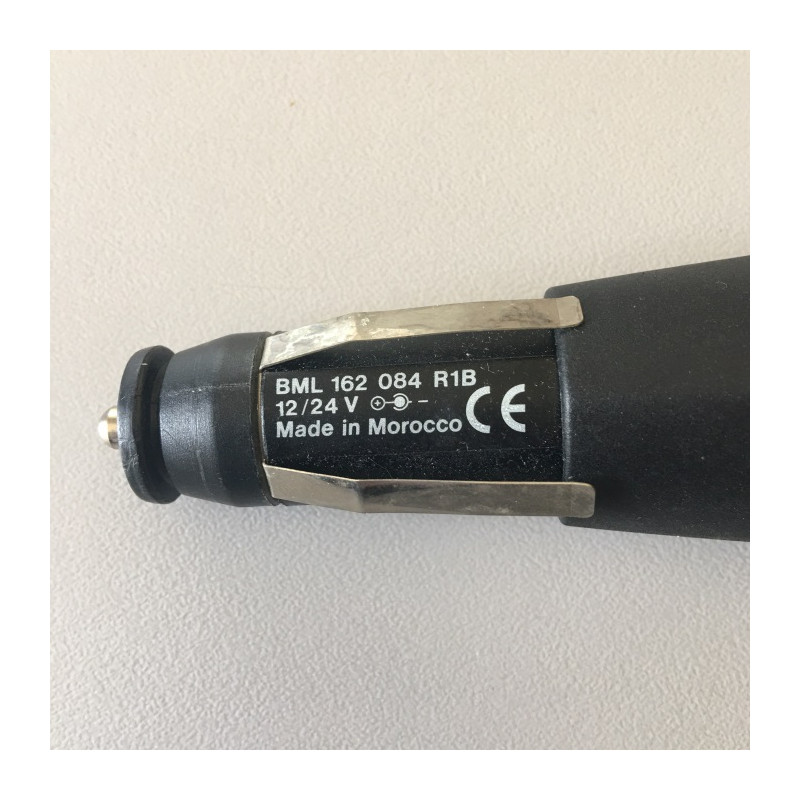 BML 162 084 R1B
12/24 V + -
Made in Morocco CE